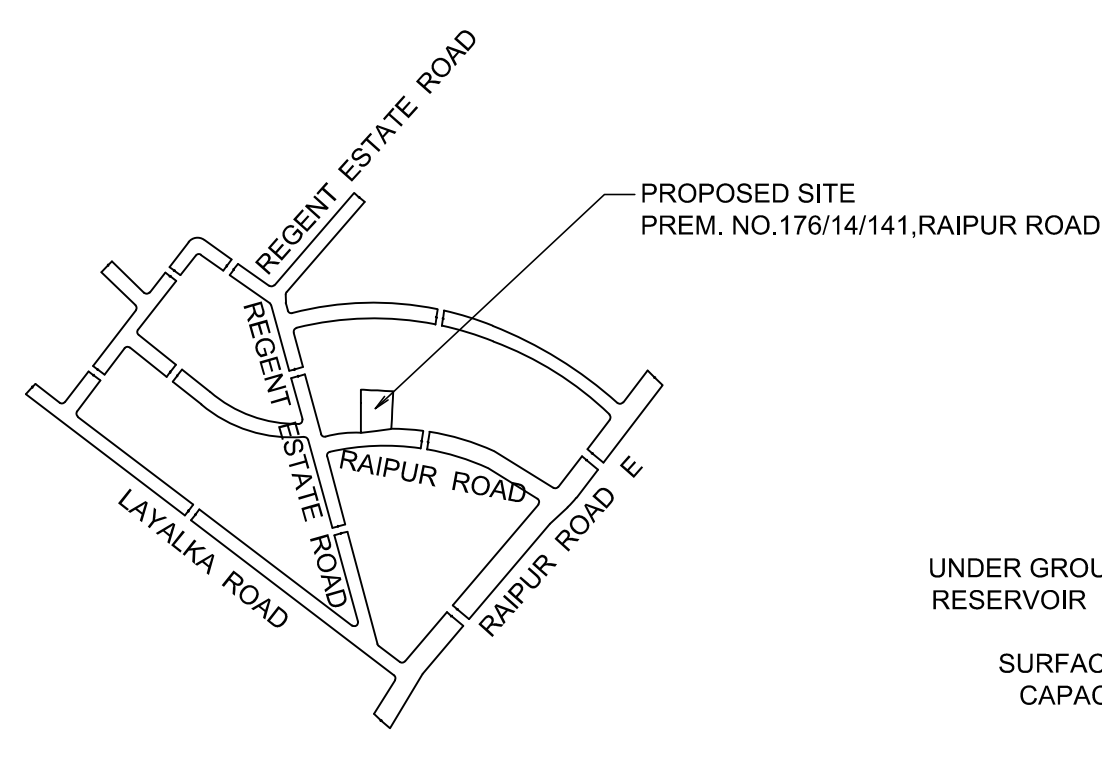 REGENT ESTATE ROAD
PROPOSED SITE
PREM. NO.176/14/141,RAIPUR ROAD
REGENT ESTATE ROAD
RAIPUR ROAD
RAIPUR ROAD E
LAYALKA ROAD
UNDER GROU
RESERVOIR
SURFAC
CAPAC